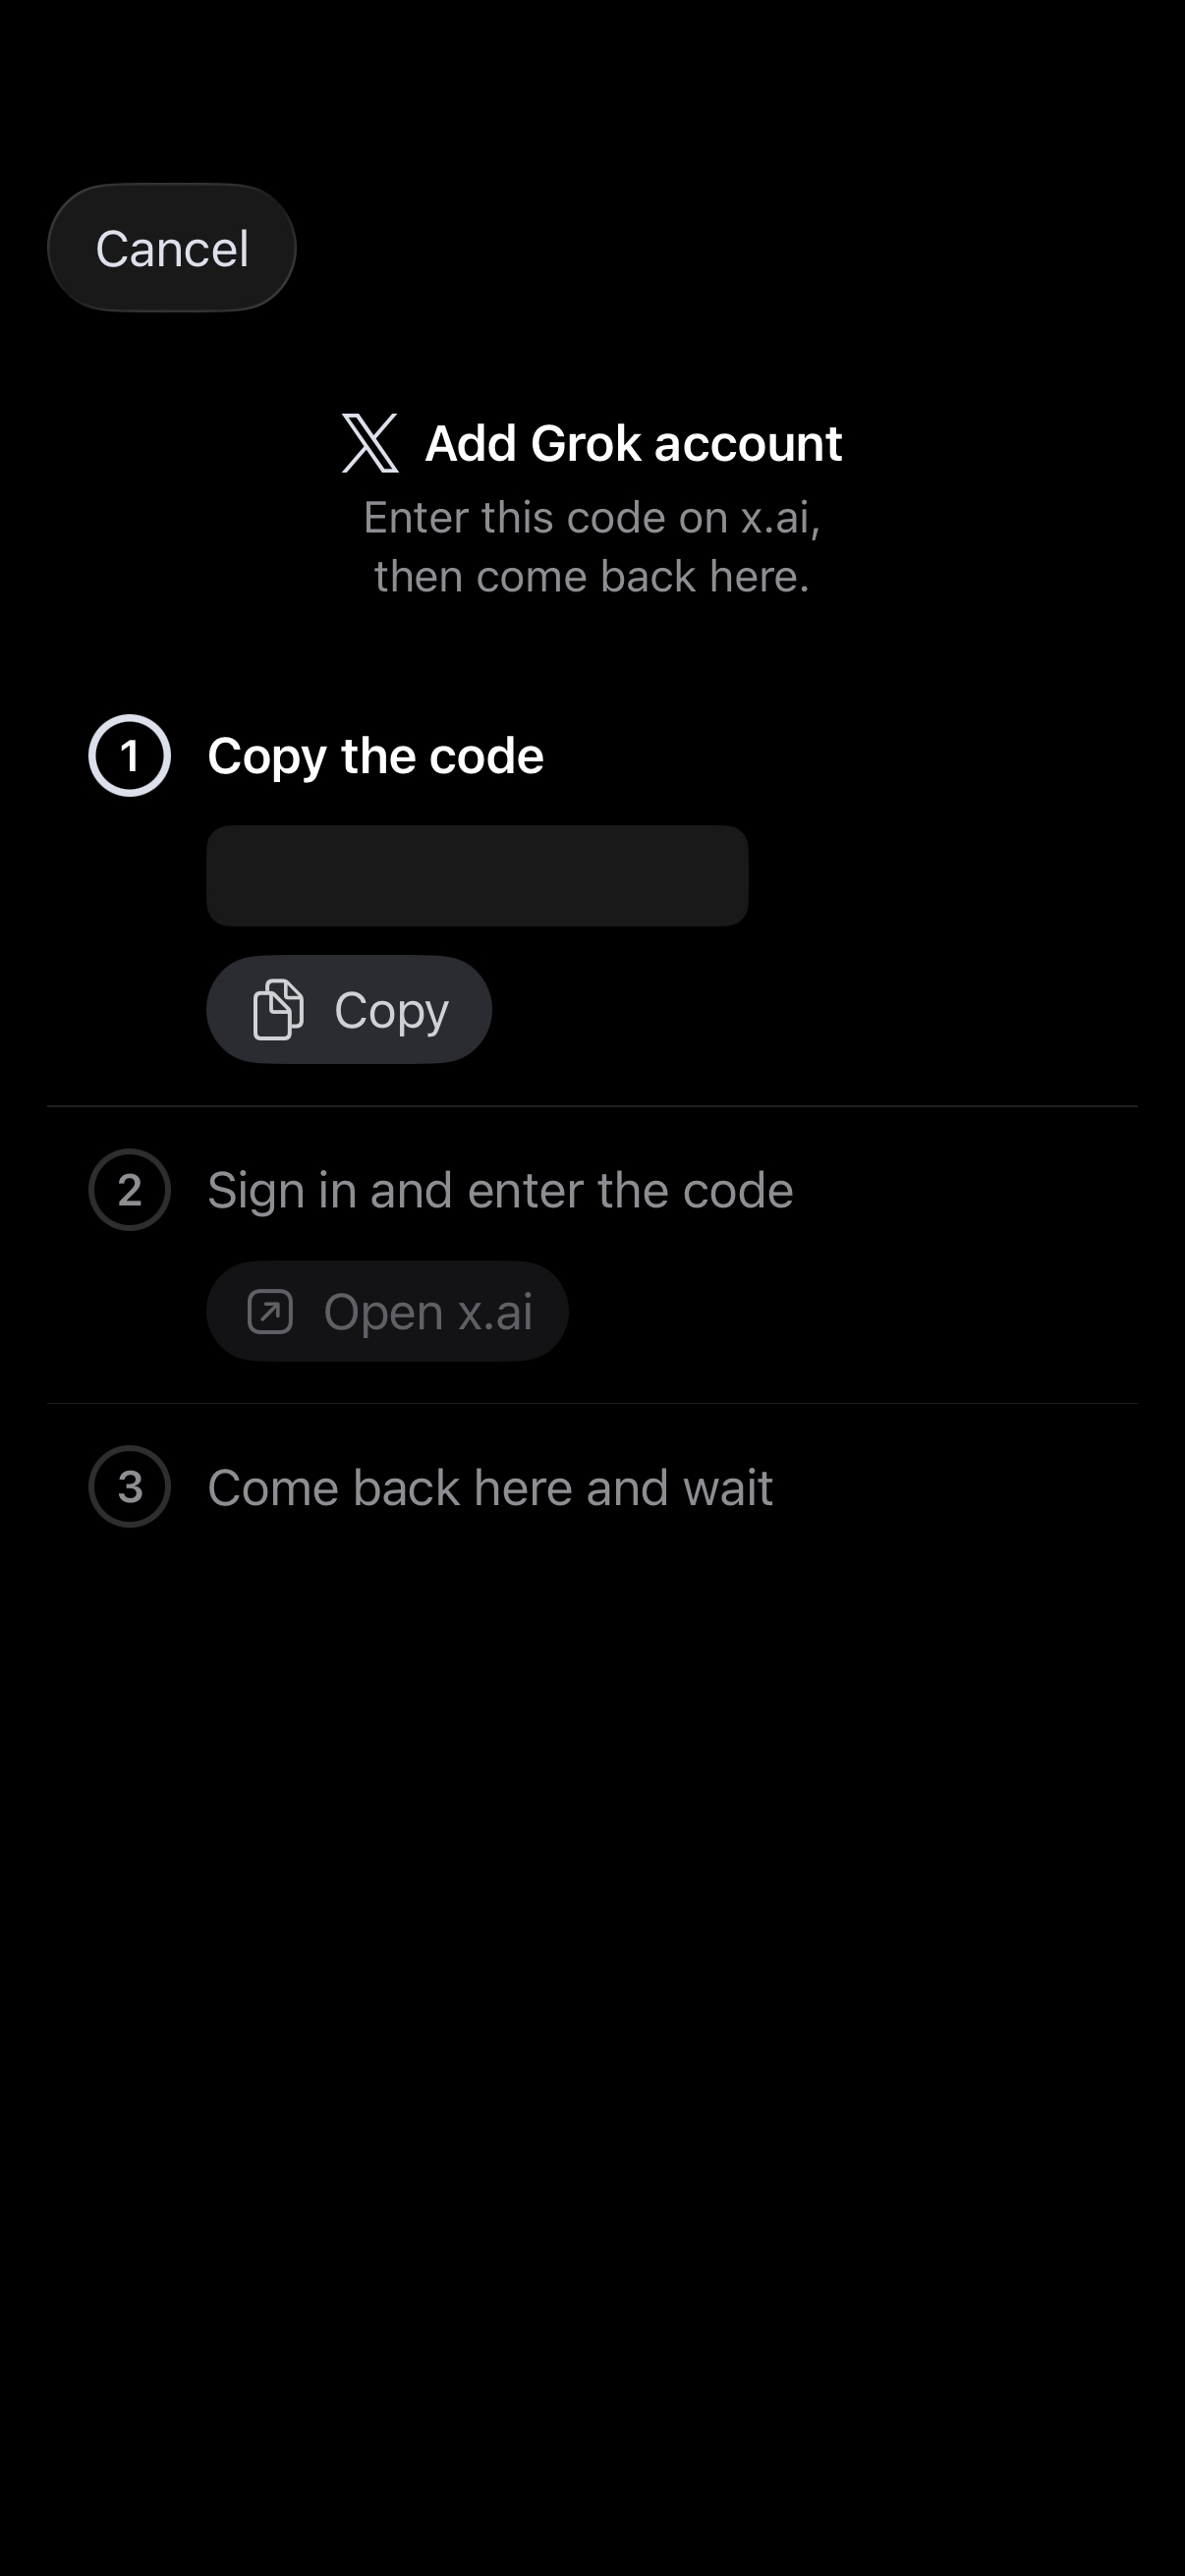 Cancel
Add Grok account
Enter this code on x.ai,
then come back here.
1 Copy the code
Copy
2 Sign in and enter the code
Open x.ai
3 Come back here and wait